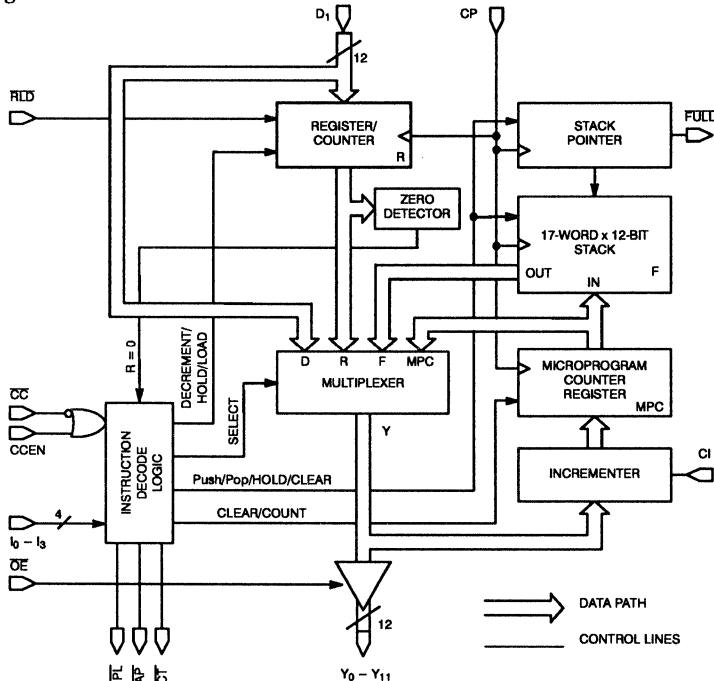 D1
CP
12
RLD
REGISTER/
COUNTER
R
STACK
POINTER
FULL
ZERO
DETECTOR
17-WORD x 12-BIT
STACK
OUT
F
IN
R = 0
DECREMENT/
HOLD/LOAD
D R F MPC
MULTIPLEXER
Y
MICROPROGRAM
COUNTER
REGISTER
MPC
CC
CCEN
SELECT
INSTRUCTION
DECODE
LOGIC
Push/Pop/HOLD/CLEAR
CLEAR/COUNT
INCREMENTER
CI
4
I0 – I3
OE
12
DATA PATH
CONTROL LINES
PL
Y0 – Y11